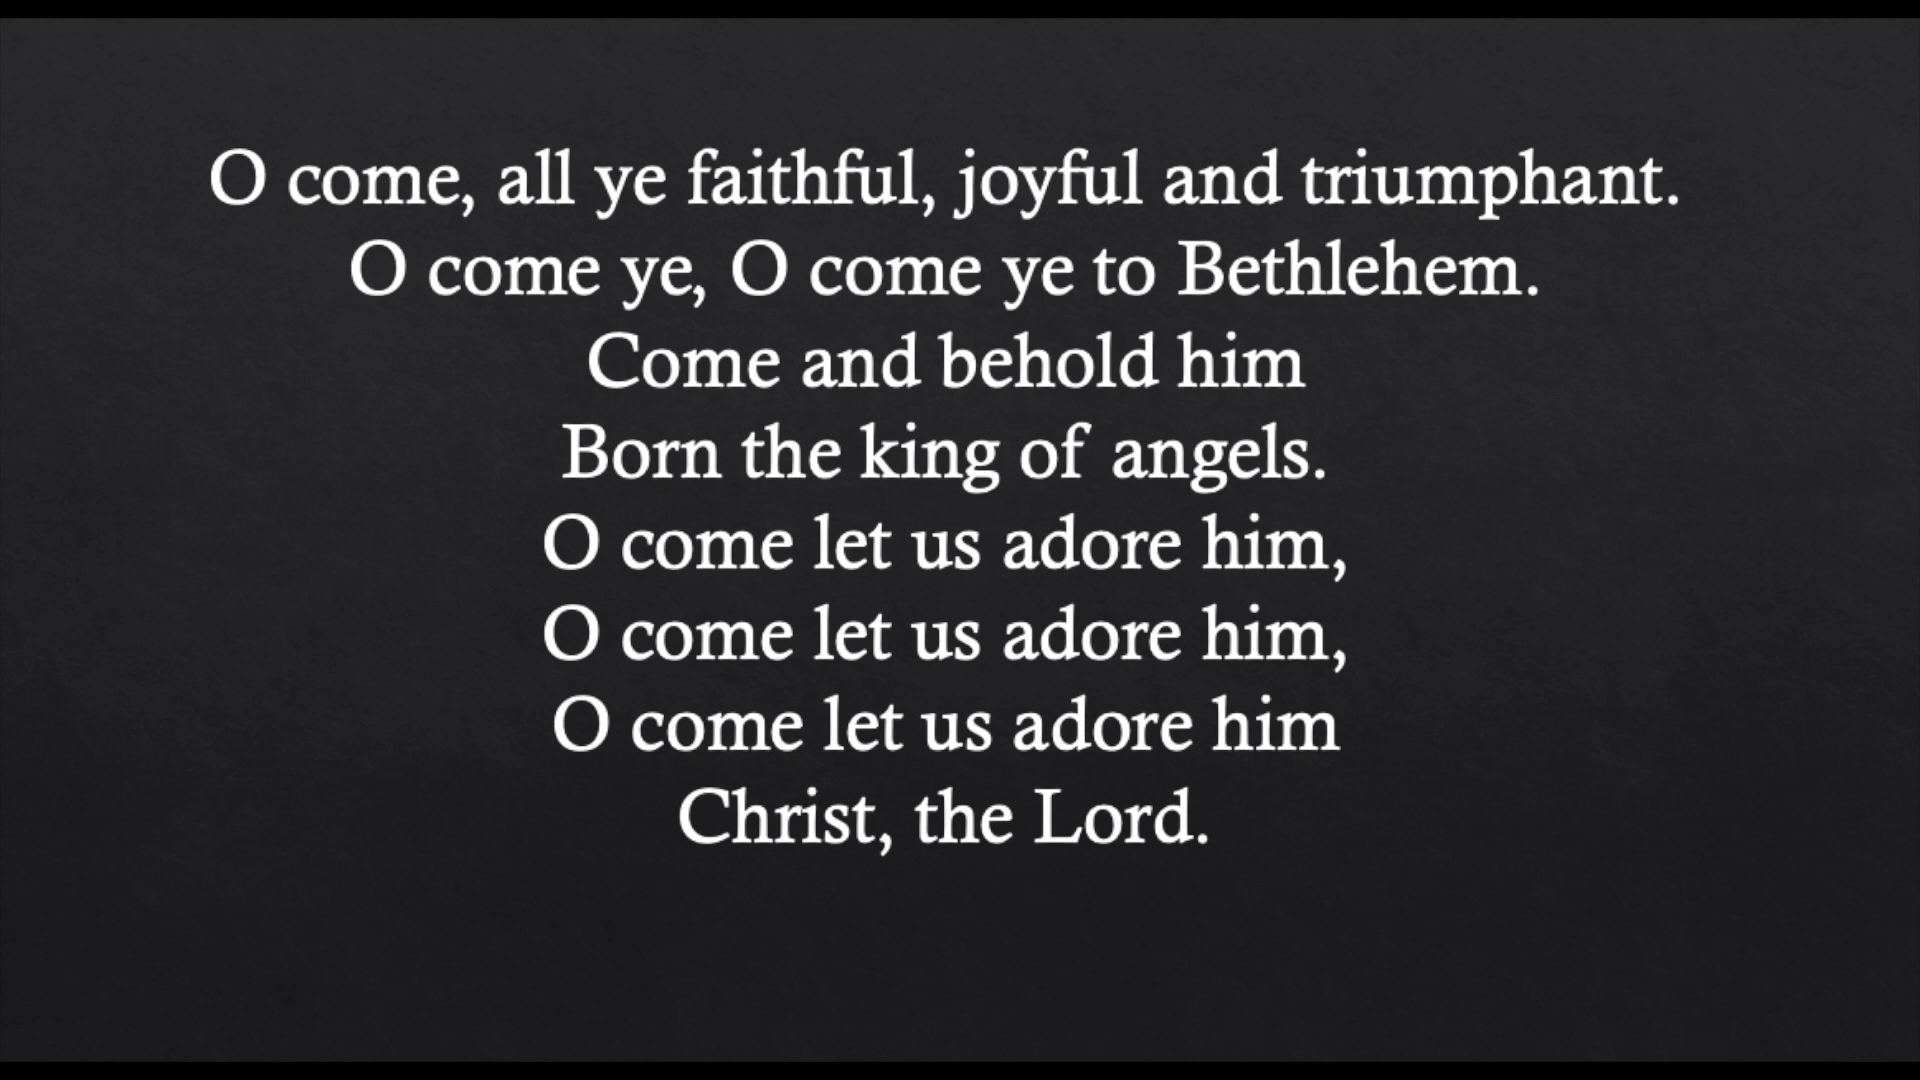 O come, all ye faithful, joyful and triumphant.
O come ye, O come ye to Bethlehem.
Come and behold him
Born the king of angels.
O come let us adore him,
O come let us adore him,
O come let us adore him
Christ, the Lord.